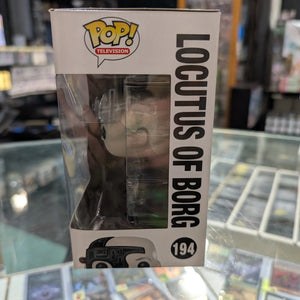 POP!
TELEVISION
LOCUTUS OF BORG
194